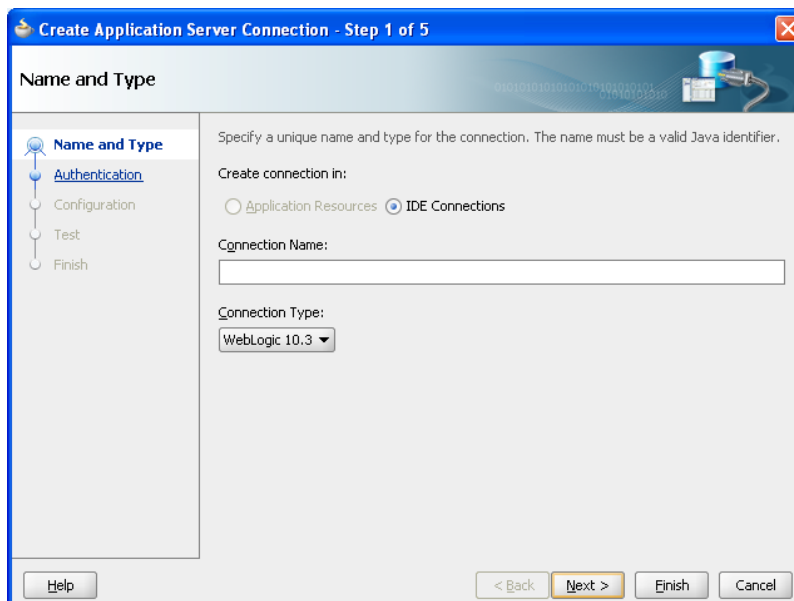 Create Application Server Connection - Step 1 of 5
Name and Type
Name and Type
Authentication
Configuration
Test
Finish
Specify a unique name and type for the connection. The name must be a valid Java identifier.
Create connection in:
Application Resources IDE Connections
Connection Name:
Connection Type:
WebLogic 10.3
Help < Back Next > Finish Cancel